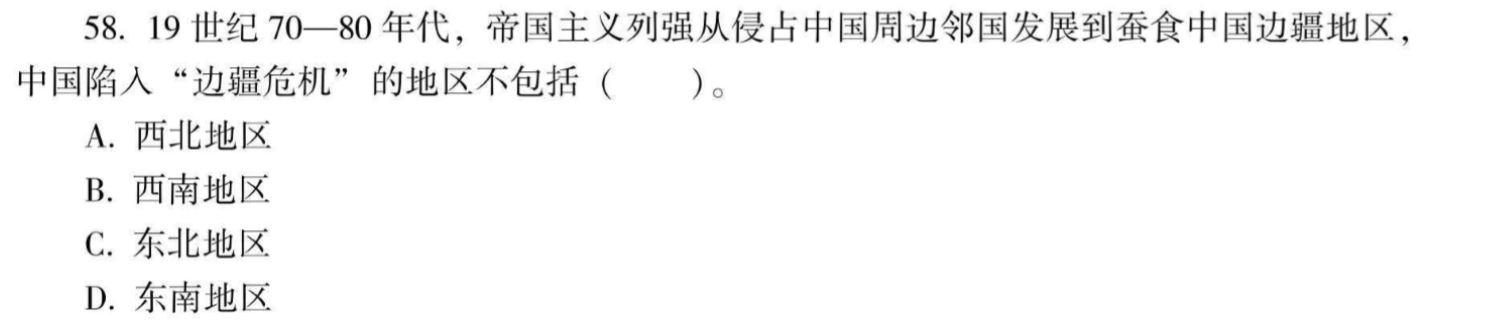 58. 19 世纪 70—80 年代，帝国主义列强从侵占中国周边邻国发展到蚕食中国边疆地区，
中国陷入“边疆危机”的地区不包括（　　）。
A. 西北地区
B. 西南地区
C. 东北地区
D. 东南地区